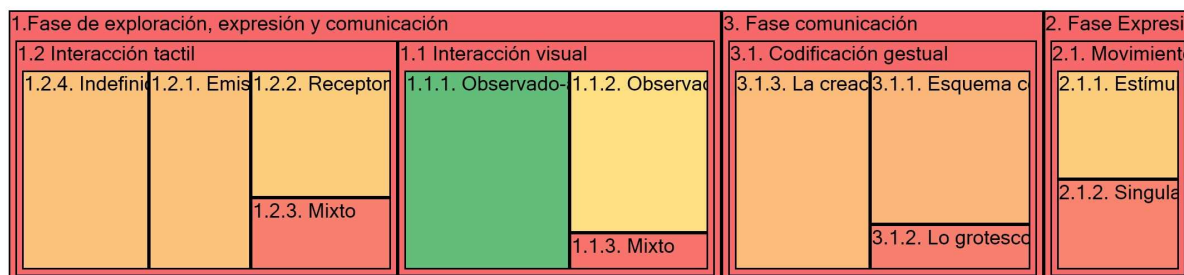 1.Fase de exploración, expresión y comunicación
1.2 Interacción tactil
1.2.4. Indefini
1.2.1. Emis
1.2.2. Receptor
1.2.3. Mixto
1.1 Interacción visual
1.1.1. Observado-
1.1.2. Observad
1.1.3. Mixto
3. Fase comunicación
3.1. Codificación gestual
3.1.3. La creac
3.1.1. Esquema c
3.1.2. Lo grotesco
2. Fase Expresi
2.1. Movimient
2.1.1. Estímul
2.1.2. Singula